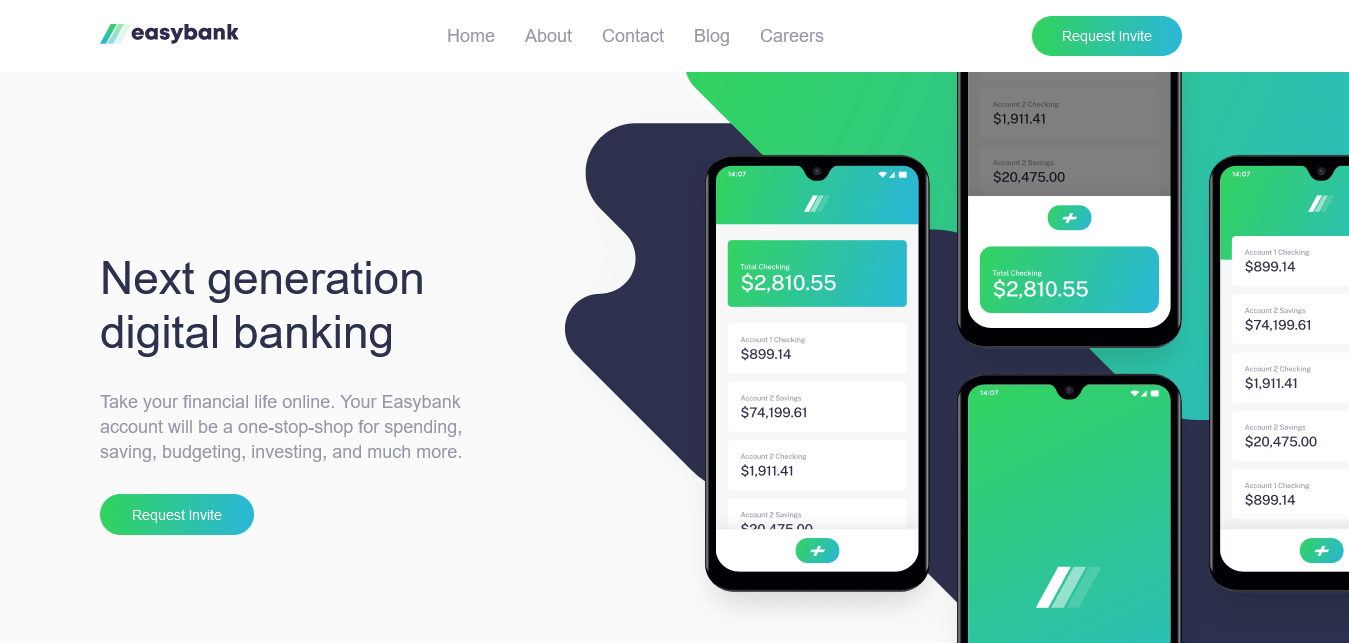 easybank
Home
About
Contact
Blog
Careers
Request Invite
Next generation
digital banking
Take your financial life online. Your Easybank
account will be a one-stop-shop for spending,
saving, budgeting, investing, and much more.
Request Invite
14:07
Total Checking
$2,810.55
Account 1 Checking
$899.14
Account 2 Savings
$74,199.61
Account 2 Checking
$1,911.41
Account 2 Savings
$20,475.00
Account 2 Checking
$1,911.41
Account 2 Savings
$20,475.00
Total Checking
$2,810.55
14:07
14:07
Account 1 Checking
$899.14
Account 2 Savings
$74,199.61
Account 2 Checking
$1,911.41
Account 2 Savings
$20,475.00
Account 1 Checking
$899.14